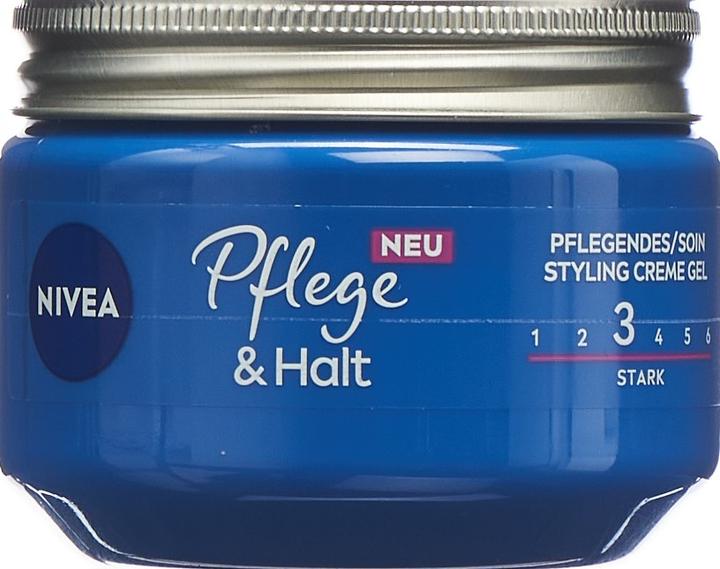 NIVEA
Pflege
NEU
& Halt
PFLEGENDES/SOIN
STYLING CREME GEL
1 2 3 4 5 6
STARK